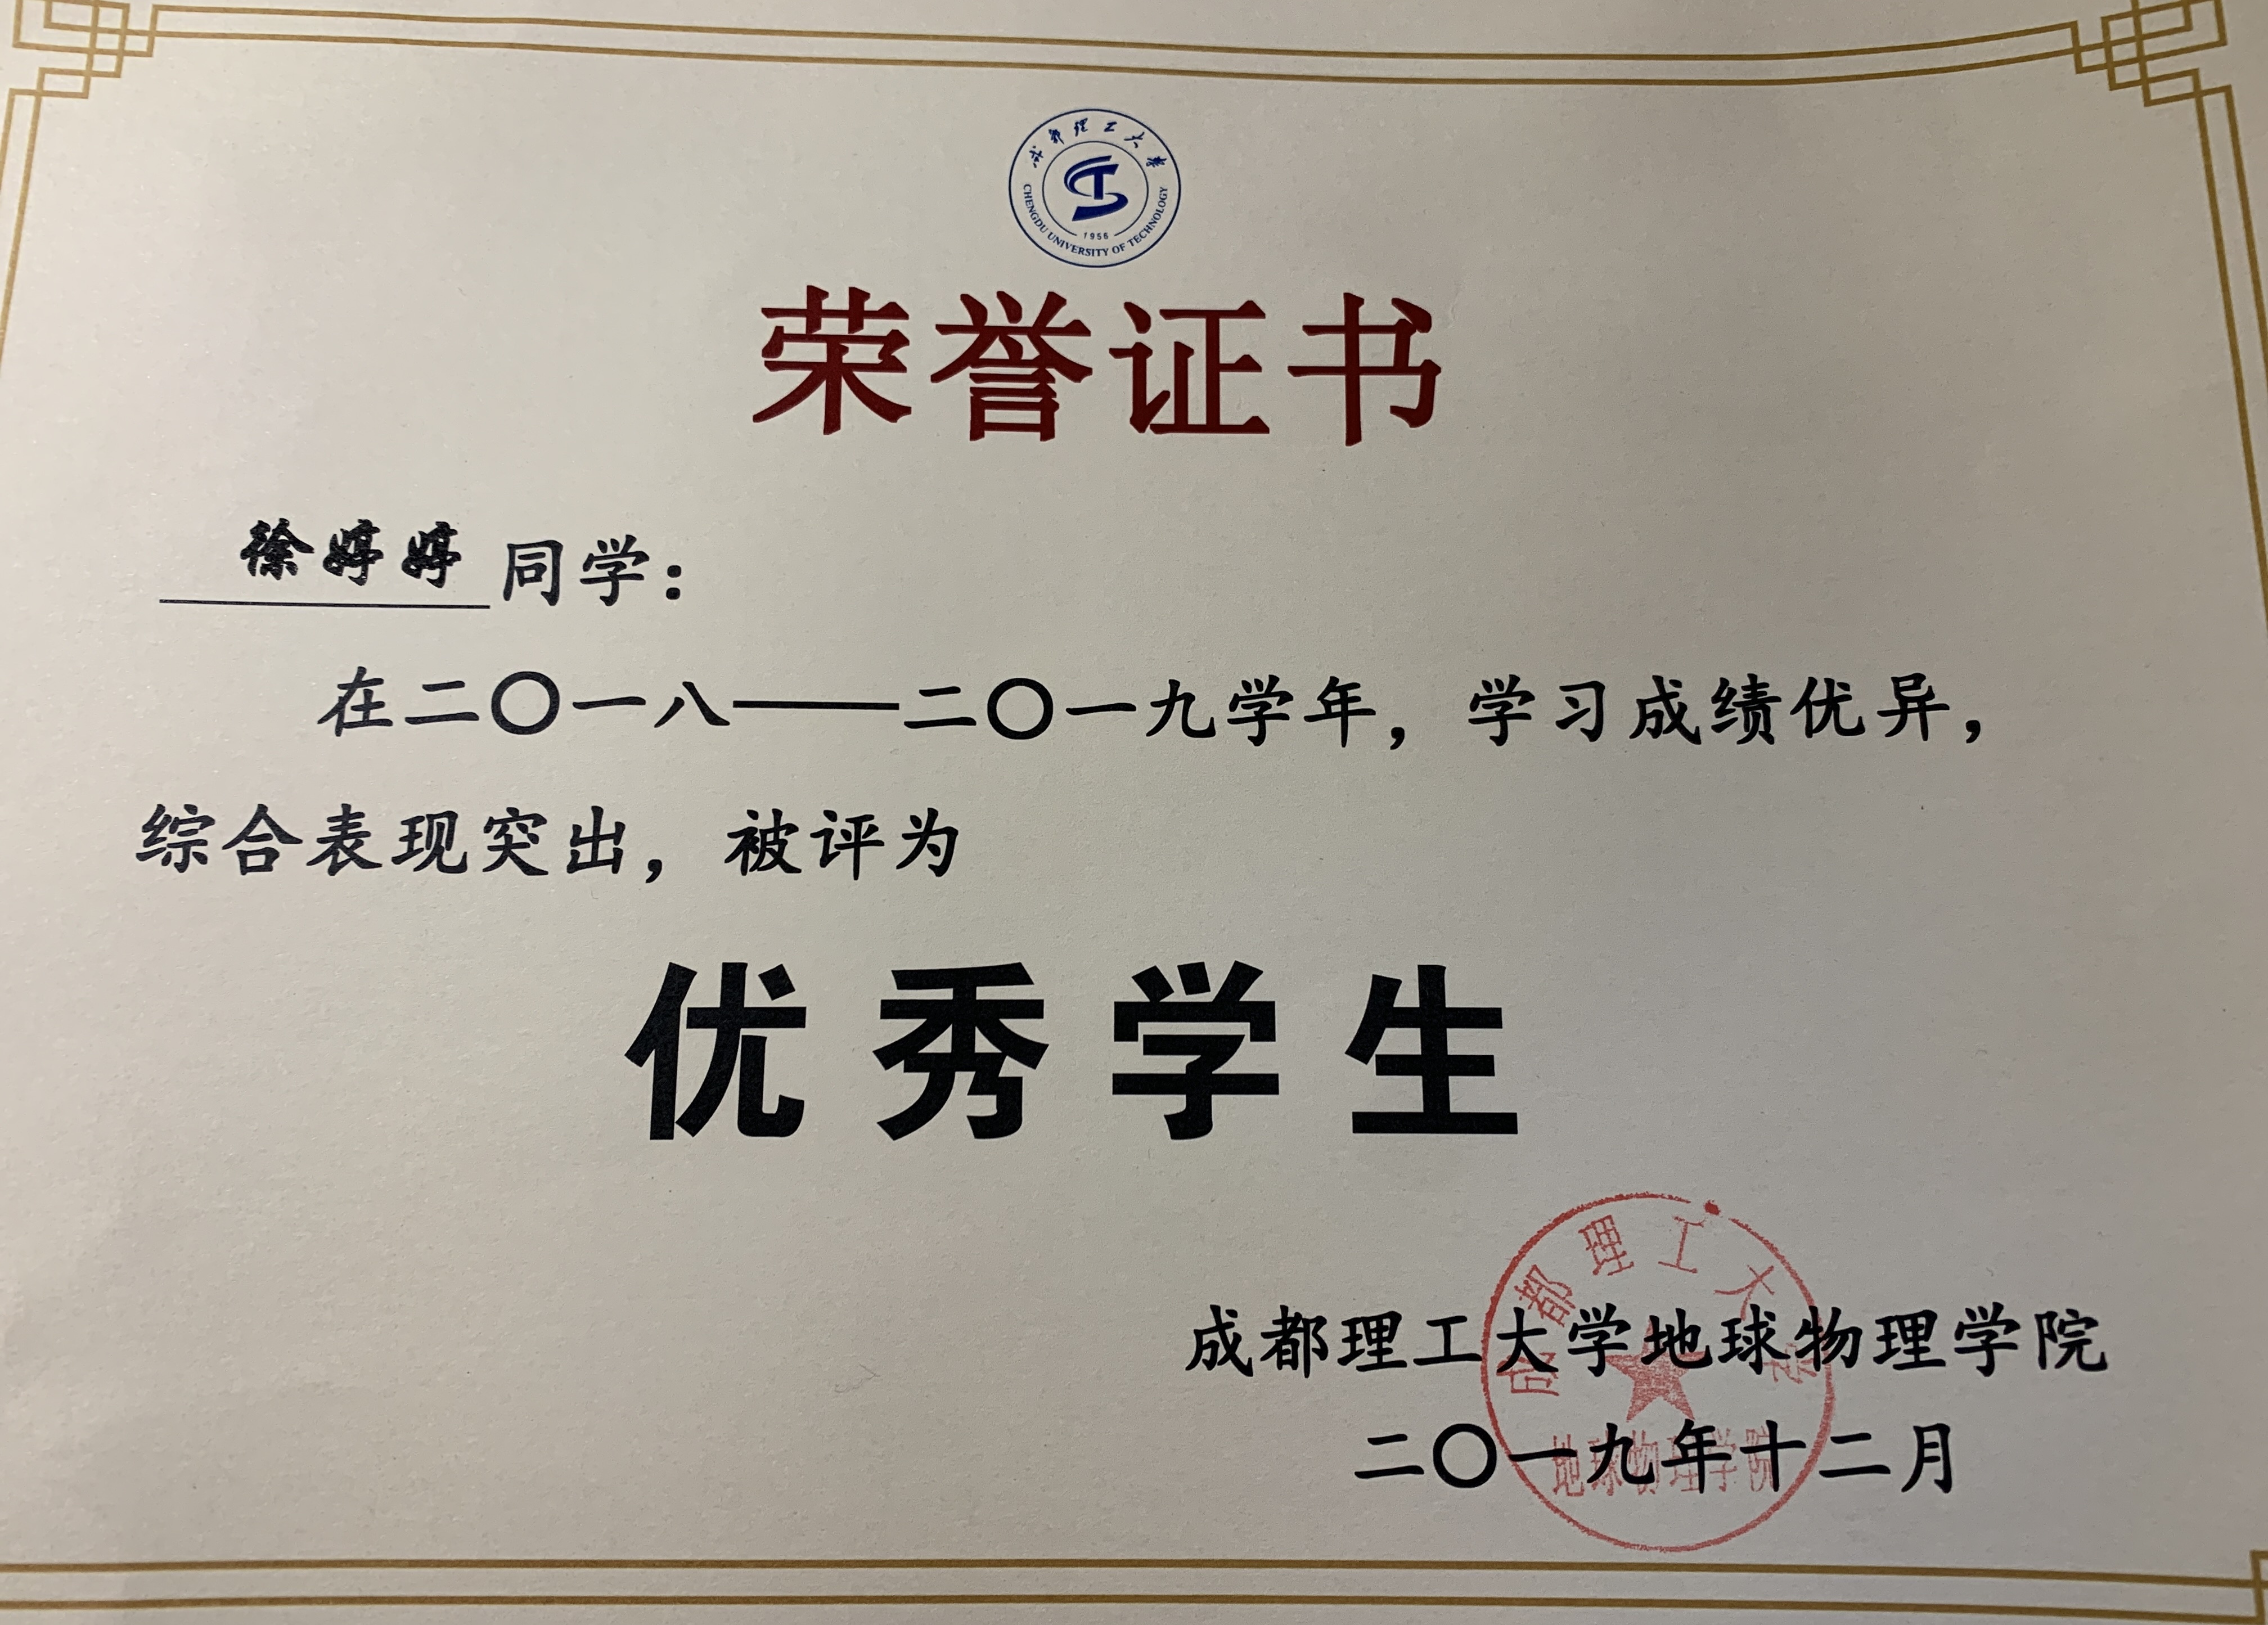 成都理工大学
CHENGDU UNIVERSITY OF TECHNOLOGY
1956
荣誉证书
徐婷婷同学：
在二〇一八——二〇一九学年，学习成绩优异，
综合表现突出，被评为
优秀学生
成都理工大学地球物理学院
二〇一九年十二月
成都理工大学
地球物理学院